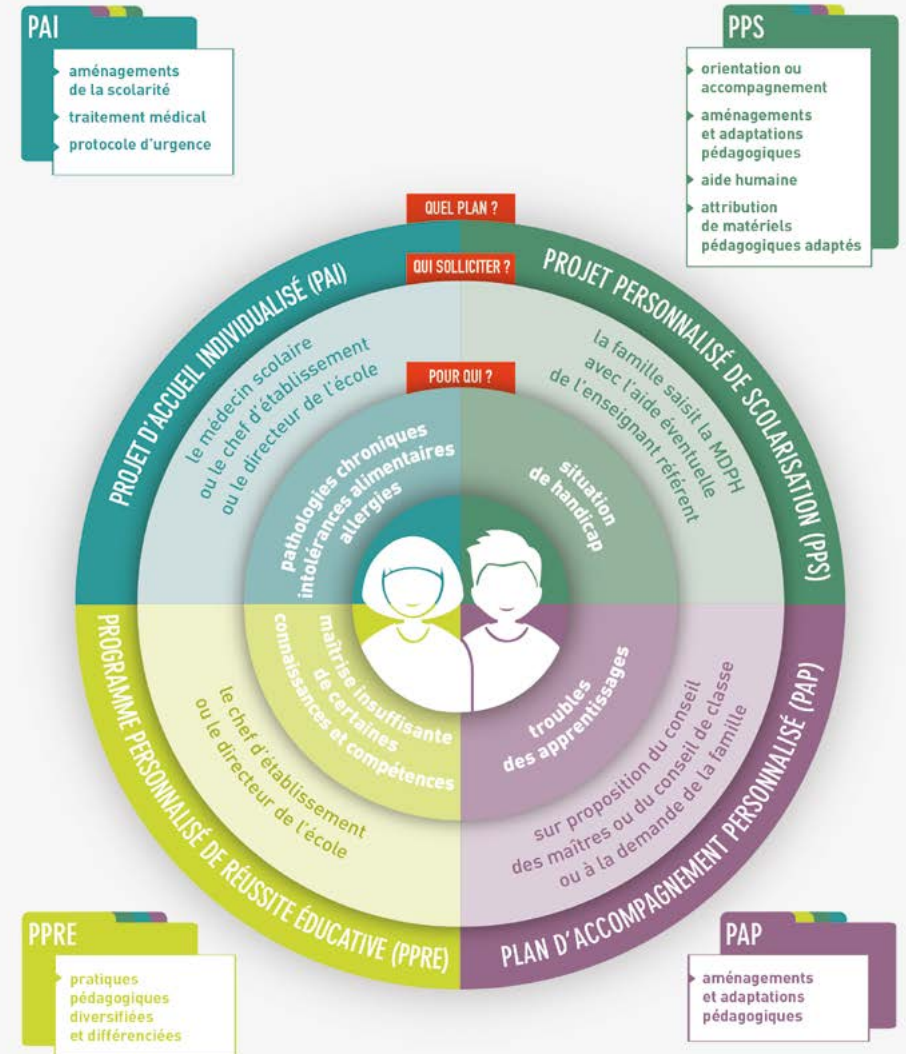 PAI
aménagements
de la scolarité
traitement médical
protocole d'urgence
PPS
orientation ou
accompagnement
aménagements
et adaptations
pédagogiques
aide humaine
attribution
de matériels
pédagogiques adaptés
QUEL PLAN ?
QUI SOLLICITER ?
POUR QUI ?
PROJET D'ACCUEIL INDIVIDUALISÉ (PAI)
le médecin scolaire
ou le chef d'établissement
ou le directeur de l'école
pathologies chroniques
intolérances alimentaires
allergies
PROJET PERSONNALISÉ DE SCOLARISATION (PPS)
la famille saisit la MDPH
avec l'aide éventuelle
de l'enseignant référent
situation
de handicap
PROGRAMME PERSONNALISÉ DE RÉUSSITE ÉDUCATIVE (PPRE)
le chef d'établissement
ou le directeur de l'école
maîtrise insuffisante
de certaines
connaissances et compétences
PLAN D'ACCOMPAGNEMENT PERSONNALISÉ (PAP)
sur proposition du conseil
des maîtres ou du conseil de classe
ou à la demande de la famille
troubles
des apprentissages
PPRE
pratiques
pédagogiques
diversifiées
et différenciées
PAP
aménagements
et adaptations
pédagogiques